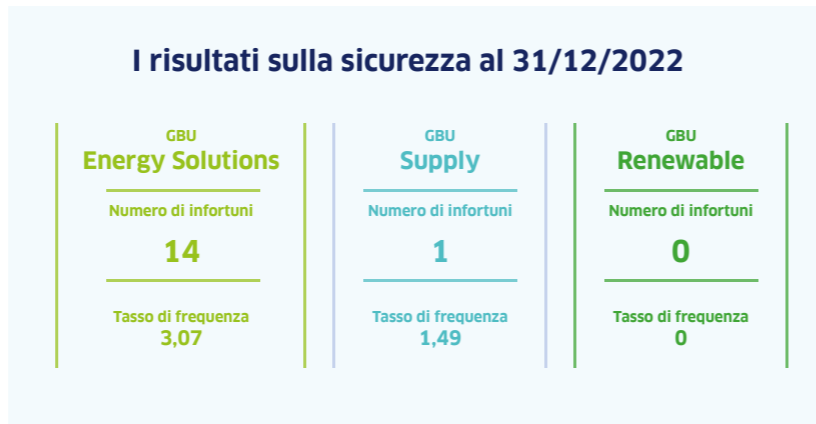 I risultati sulla sicurezza al 31/12/2022
GBU
Energy Solutions
Numero di infortuni
14
Tasso di frequenza
3,07
GBU
Supply
Numero di infortuni
1
Tasso di frequenza
1,49
GBU
Renewable
Numero di infortuni
0
Tasso di frequenza
0